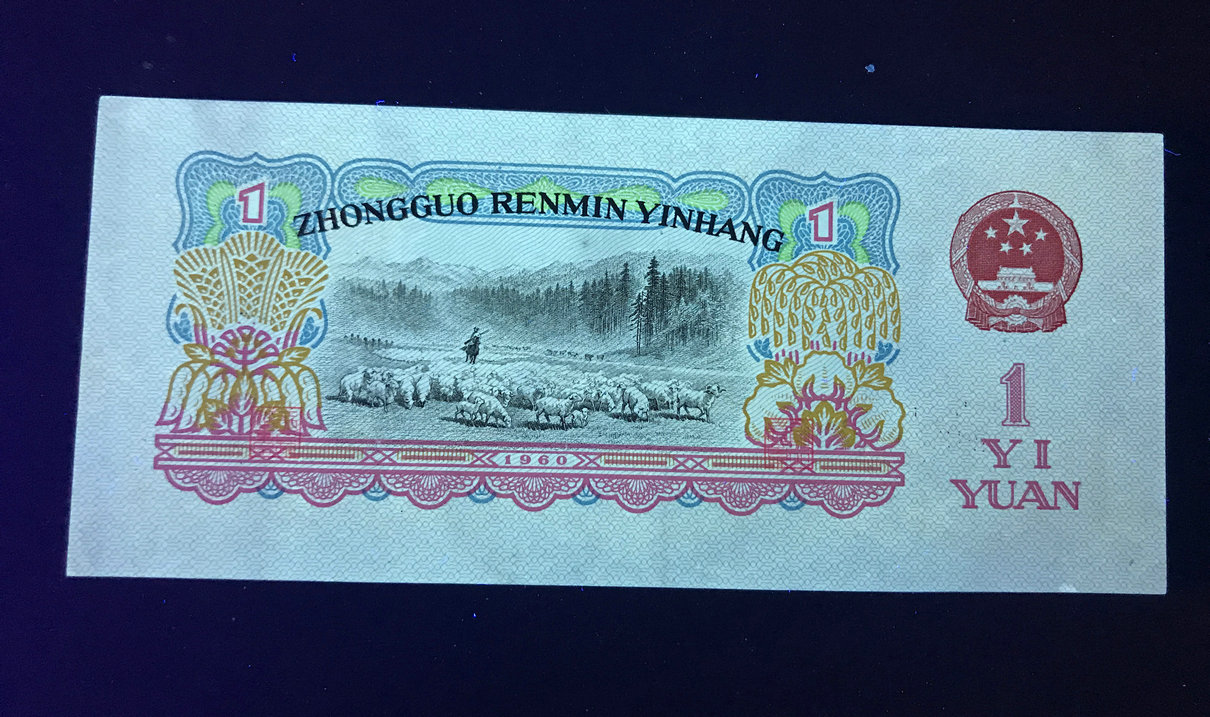 1
ZHONGGUO RENMIN YINHANG
1
1960
1
YI
YUAN